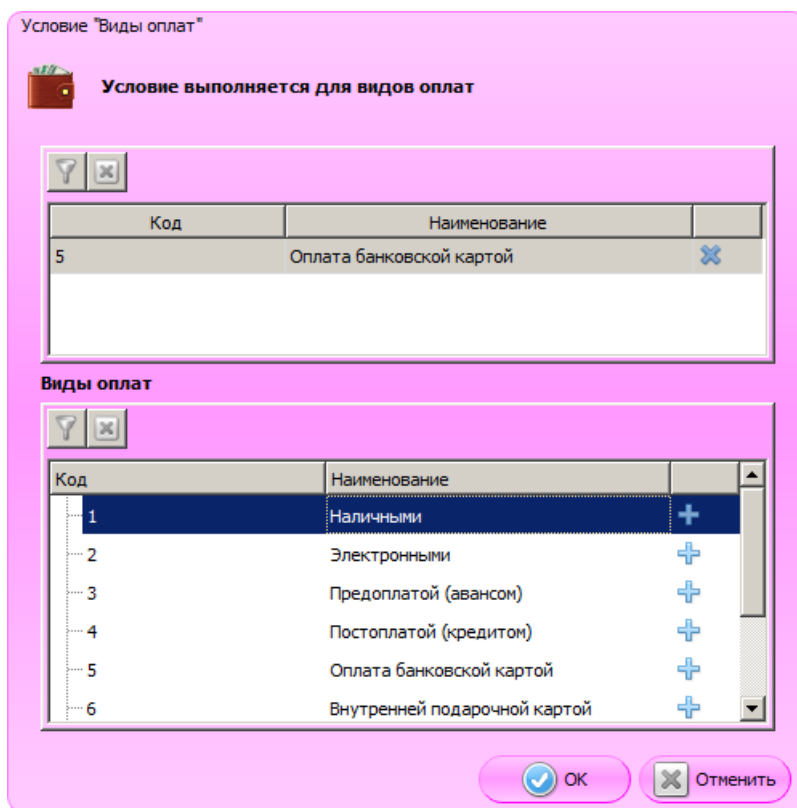 Условие "Виды оплат"
Условие выполняется для видов оплат
Код Наименование
5 Оплата банковской картой
Виды оплат
Код Наименование
1 Наличными
2 Электронными
3 Предоплатой (авансом)
4 Постоплатой (кредитом)
5 Оплата банковской картой
6 Внутренней подарочной картой
ОК Отменить